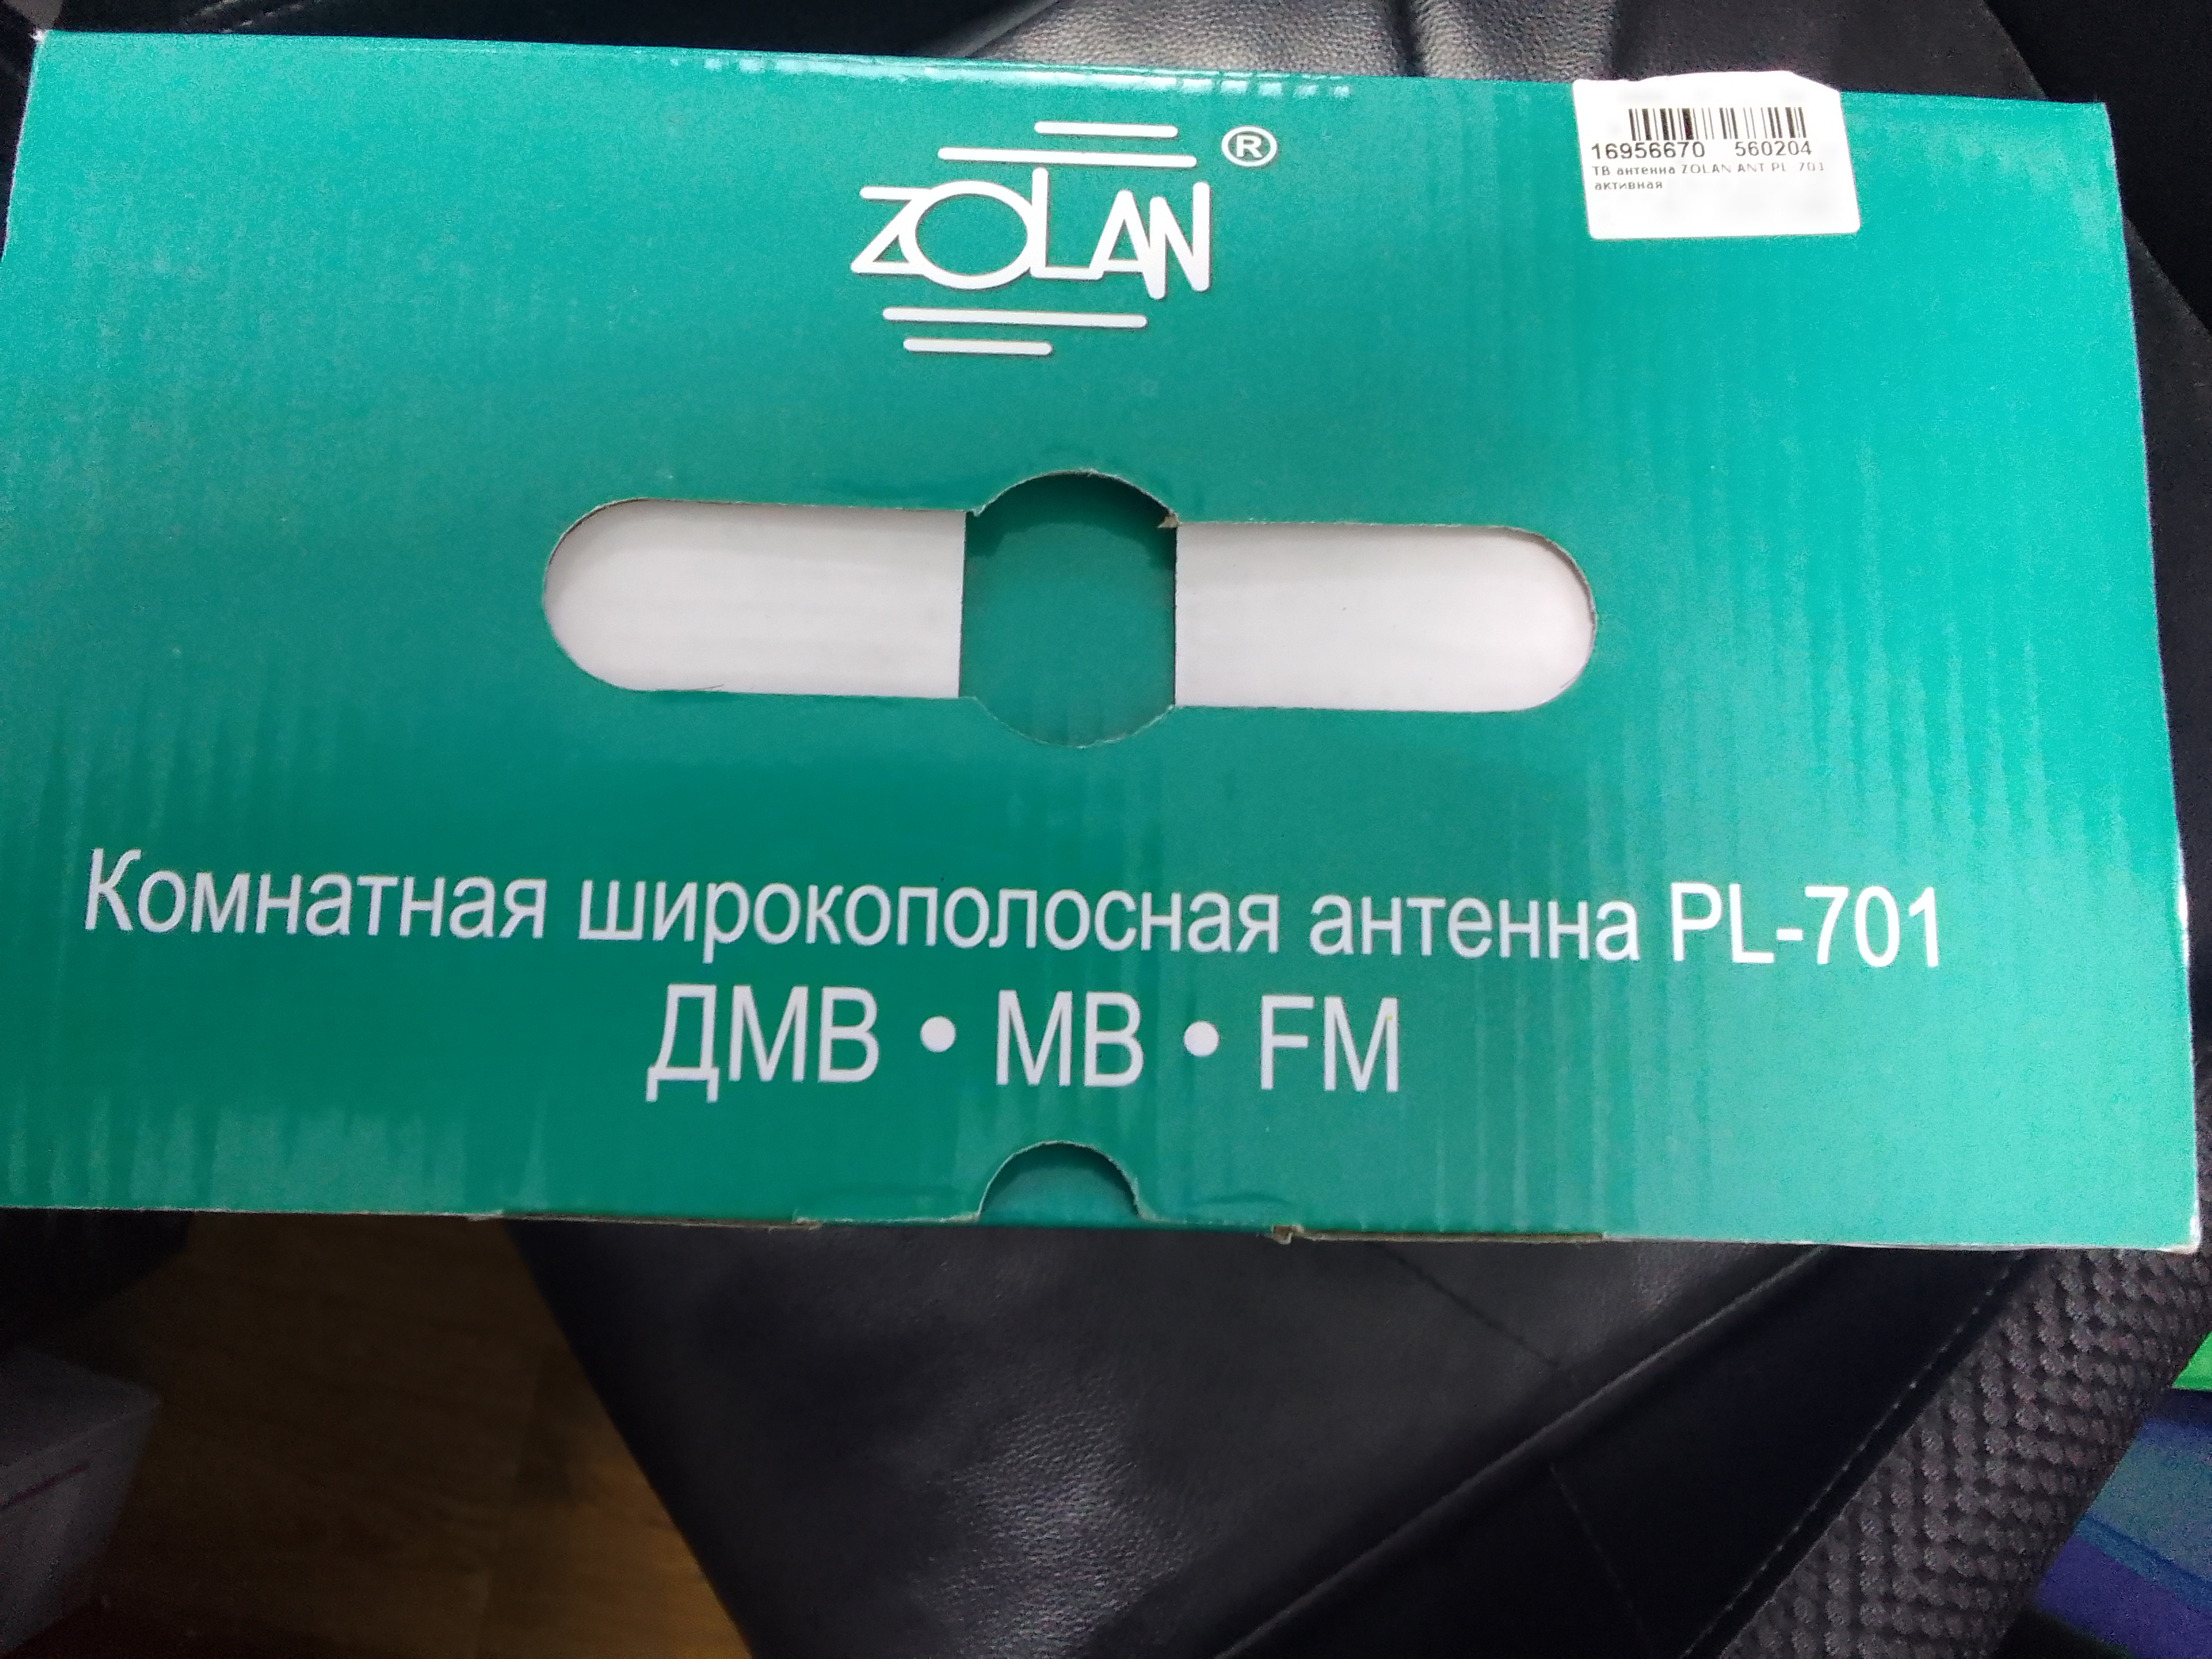 ZOLAN ®
16956670 560204
ТВ антенна ZOLAN ANT PL-701
активная
Комнатная широкополосная антенна PL-701
ДМВ • МВ • FM